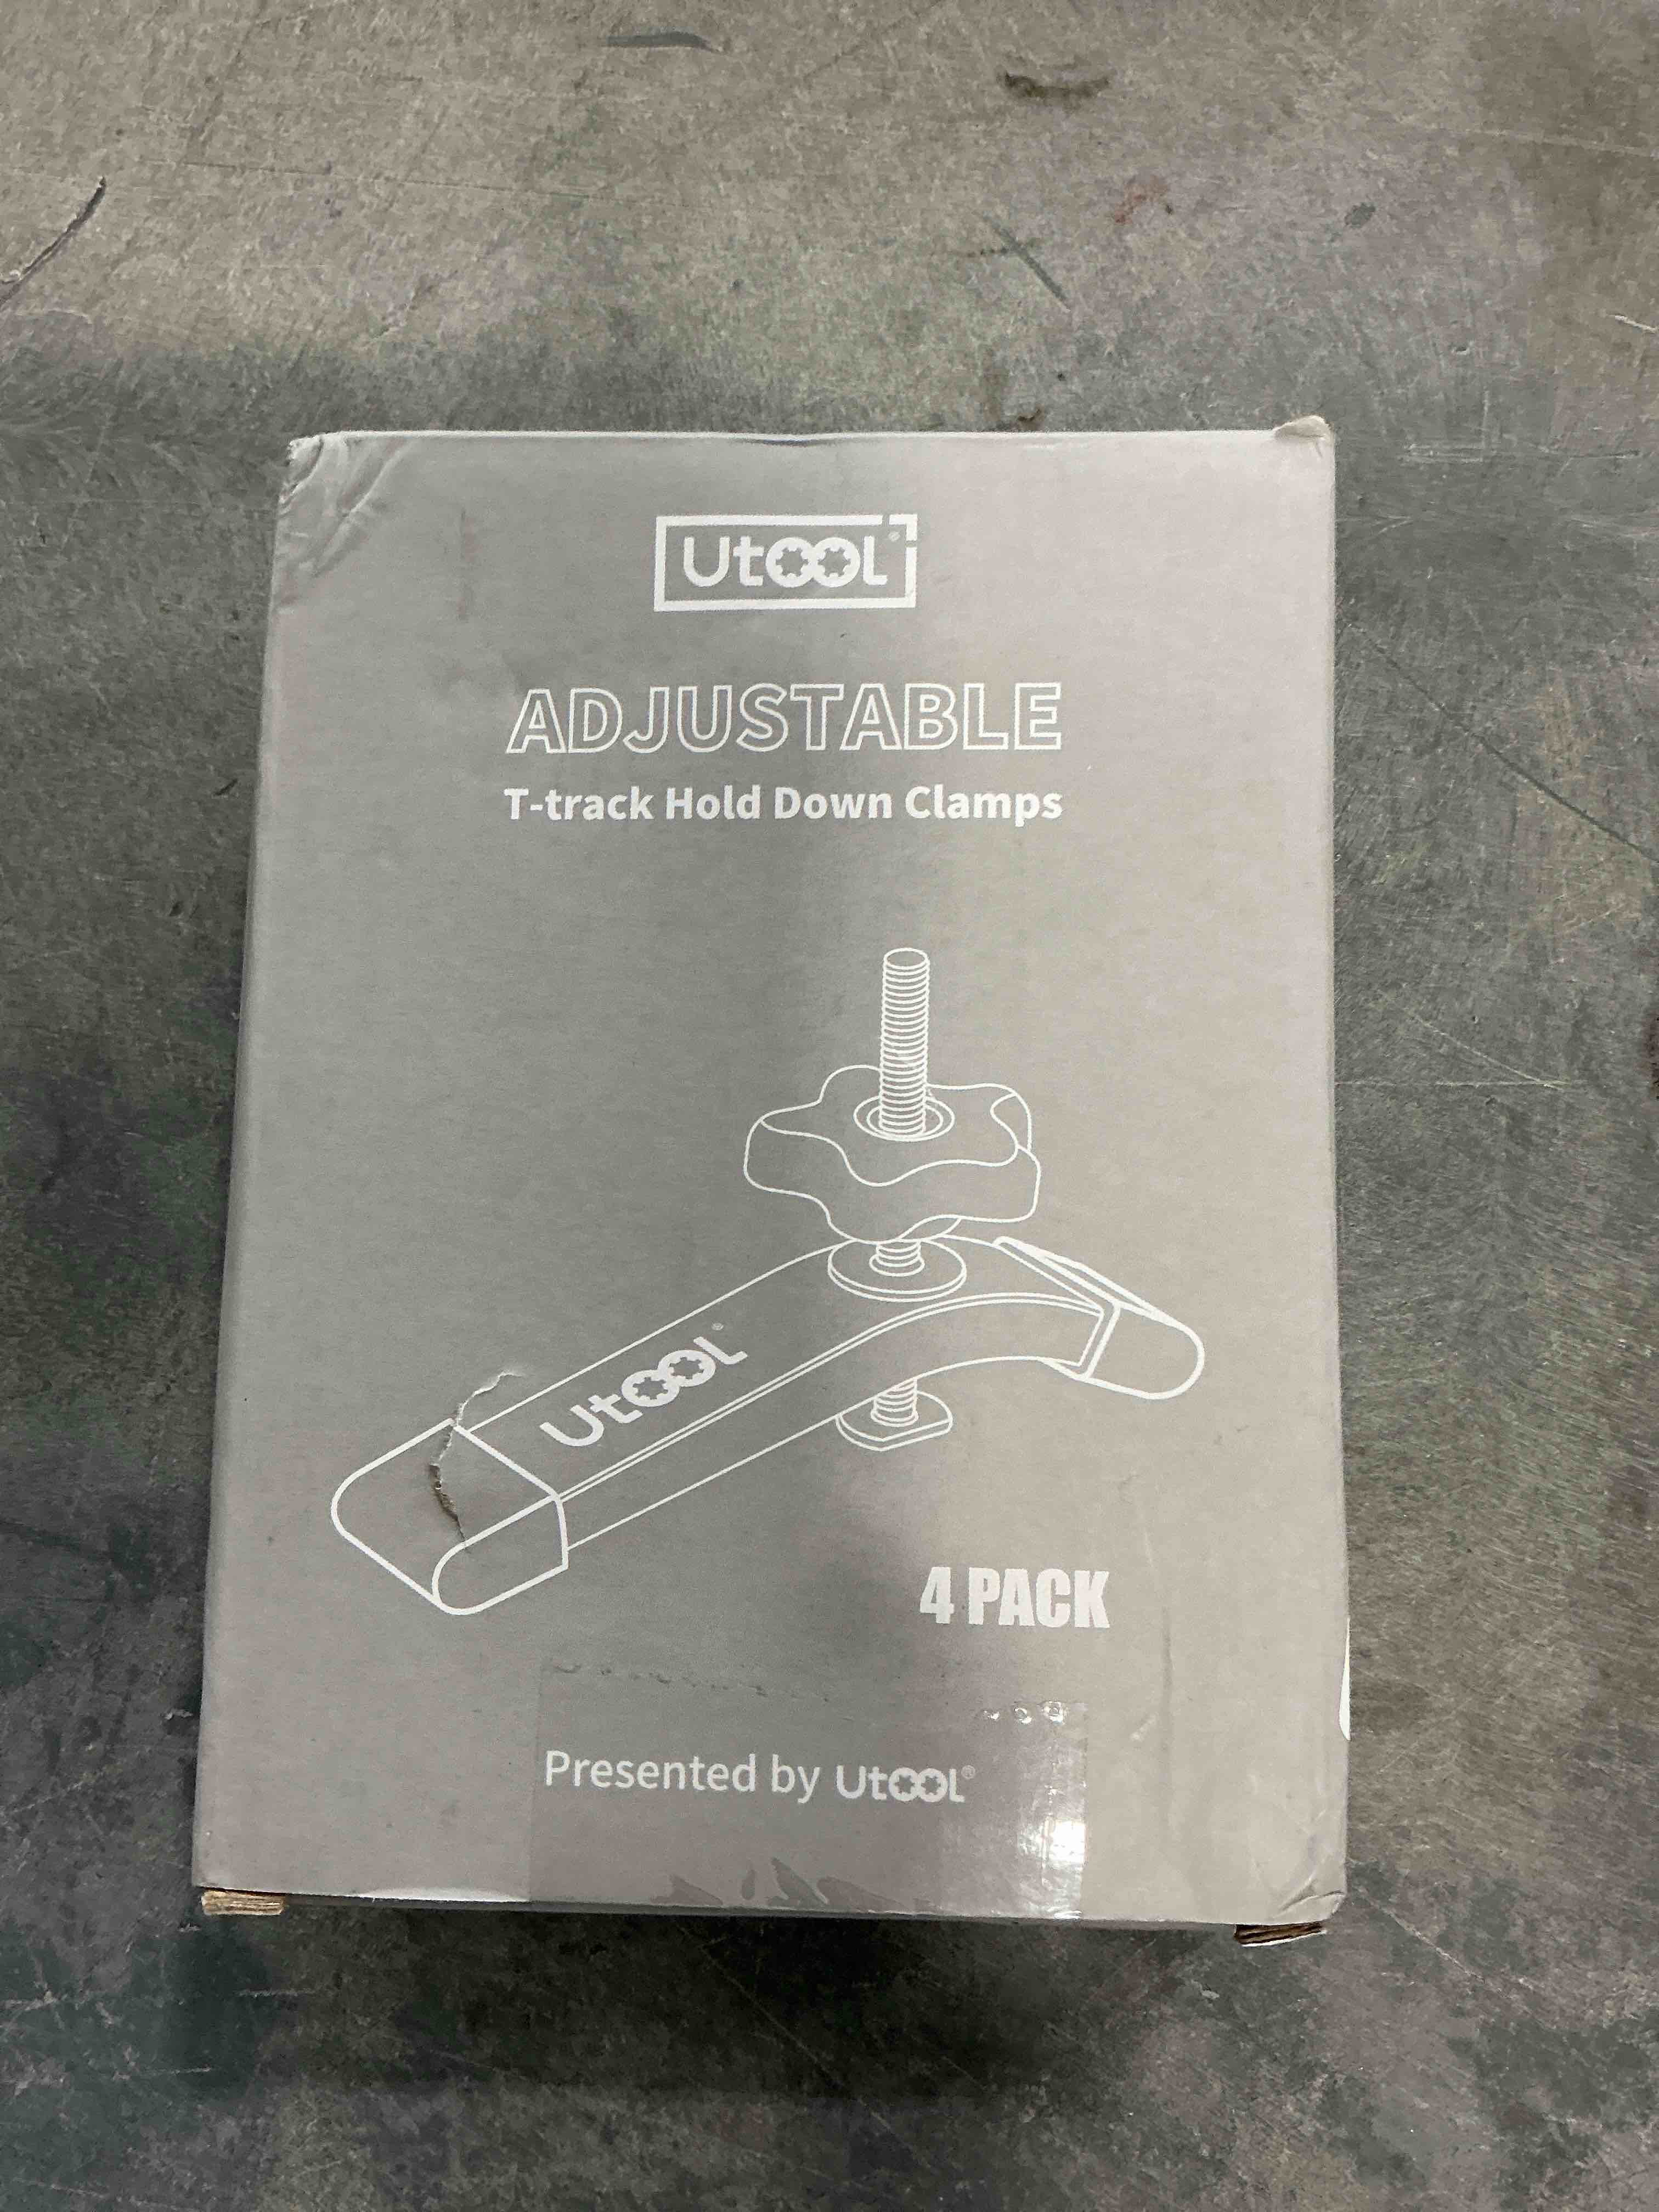 Utool®
ADJUSTABLE
T-track Hold Down Clamps
Utool®
4 PACK
Presented by Utool®